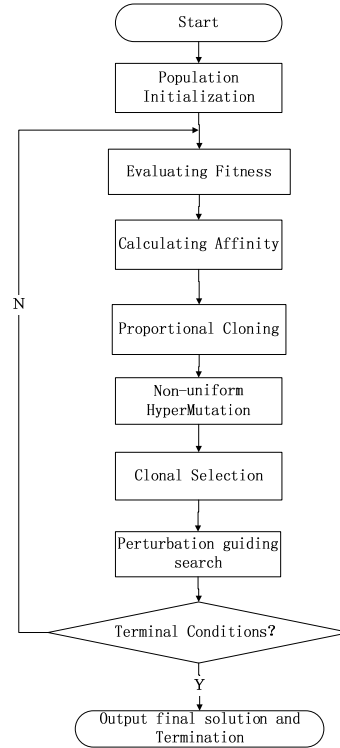 Start
Population
Initialization
Evaluating Fitness
Calculating Affinity
N
Proportional Cloning
Non-uniform
HyperMutation
Clonal Selection
Perturbation guiding
search
Terminal Conditions?
Y
Output final solution and
Termination